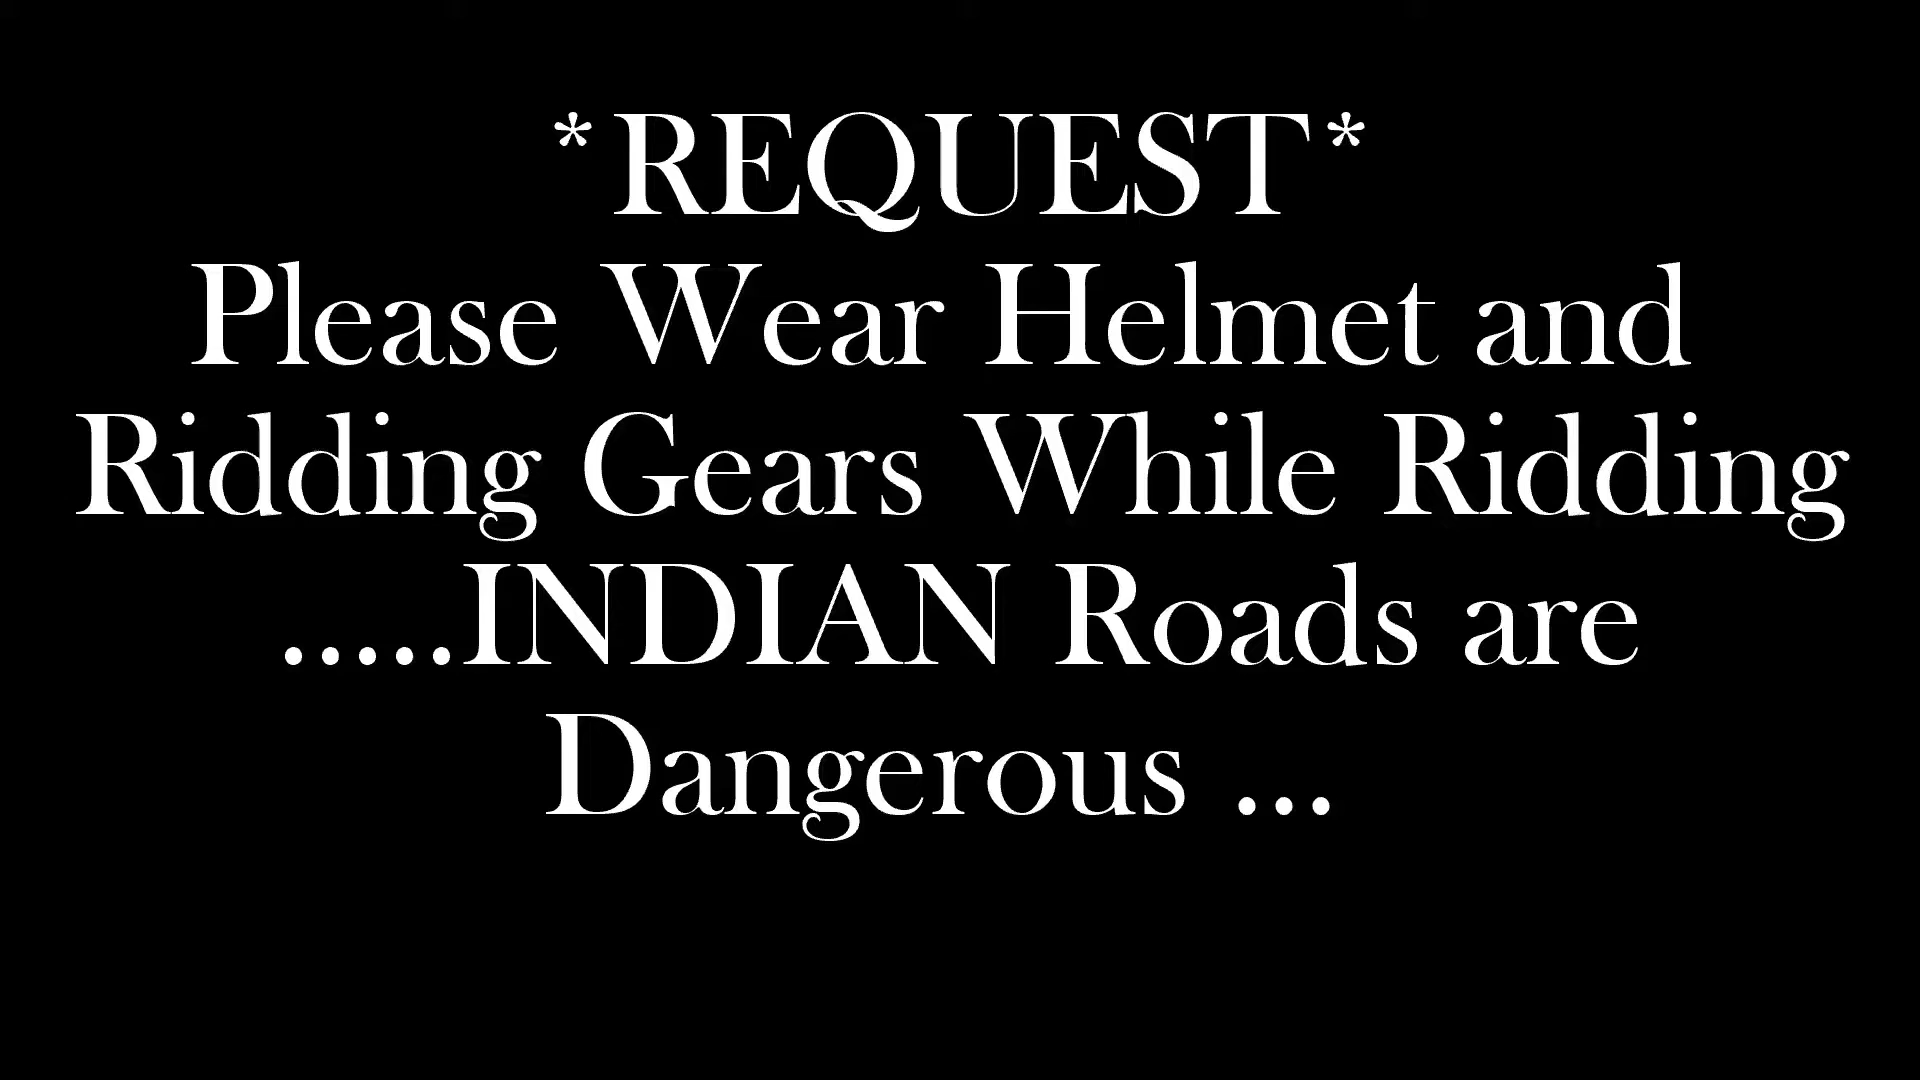 *REQUEST*
Please Wear Helmet and
Ridding Gears While Ridding
.....INDIAN Roads are
Dangerous ...